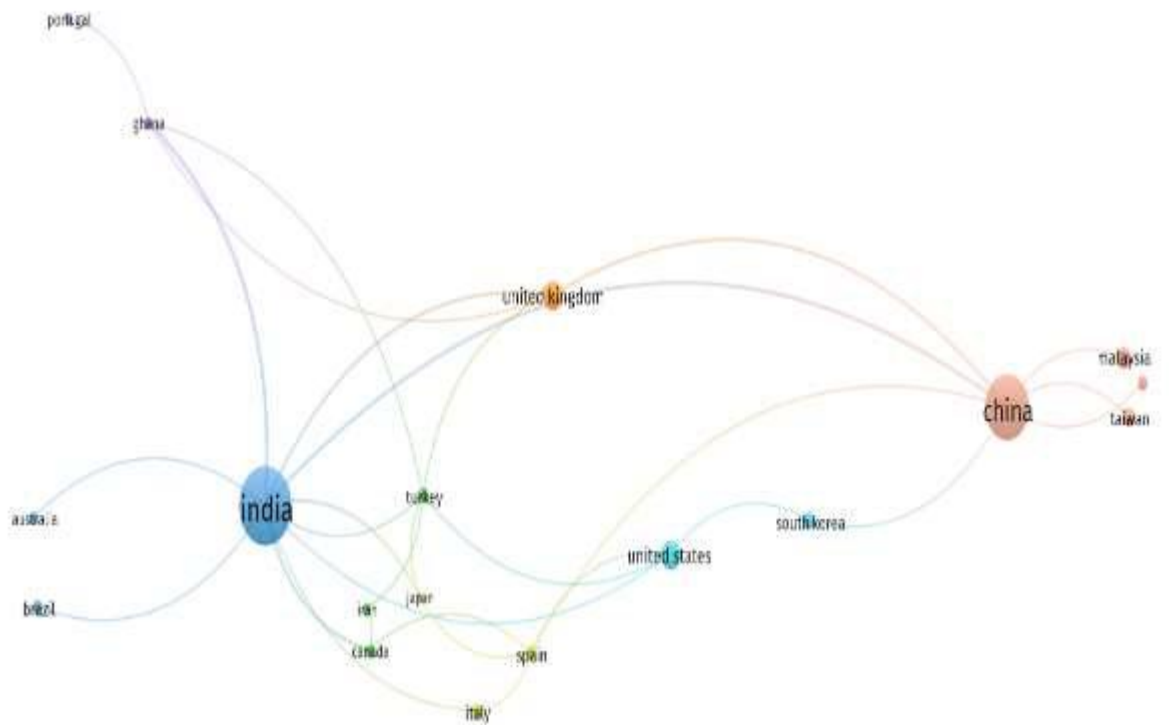 portugal
ghana
united kingdom
malaysia
china
taiwan
turkey
india
australia
south korea
united states
japan
brazil
iran
canada
spain
italy